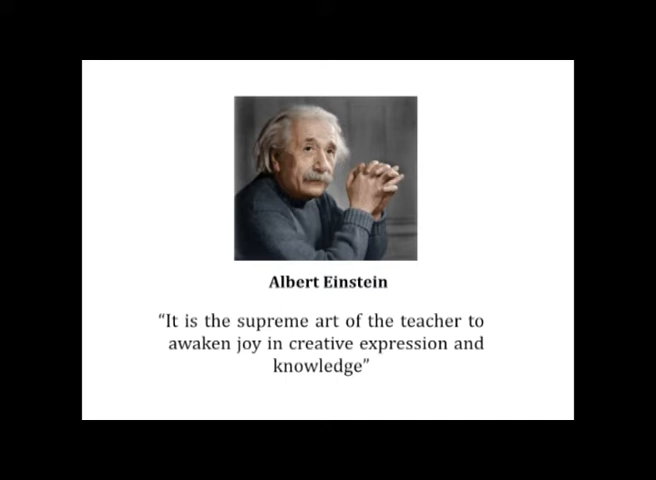 Albert Einstein
“It is the supreme art of the teacher to
awaken joy in creative expression and
knowledge”